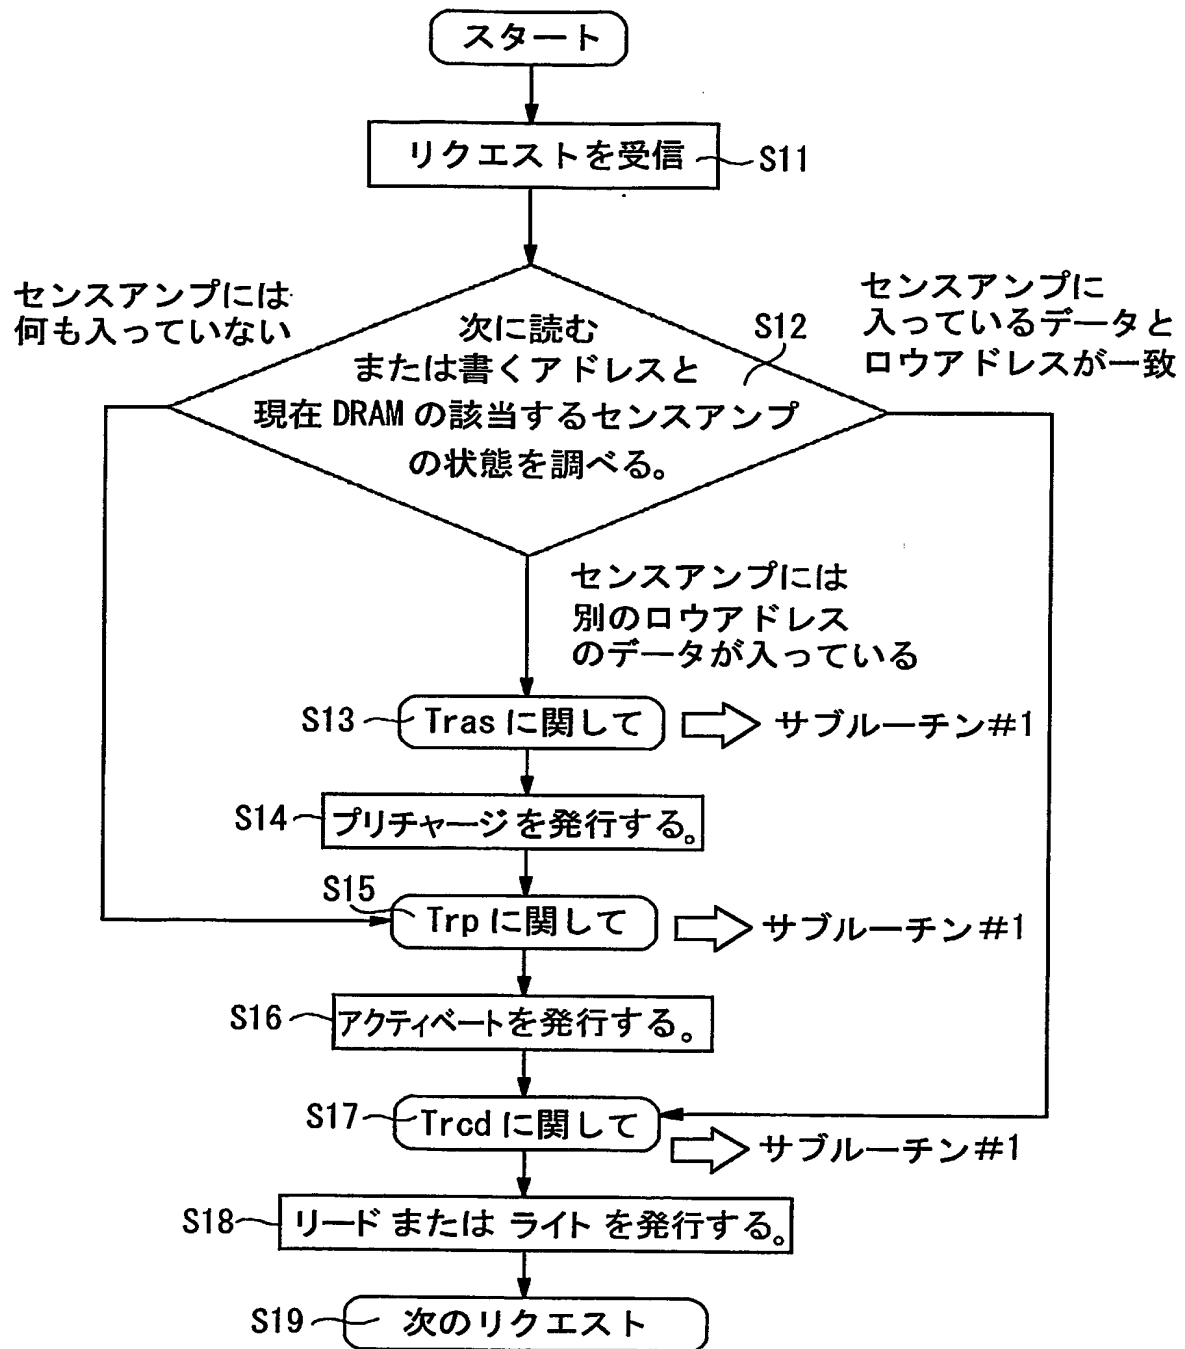 スタート
リクエストを受信
S11
センスアンプには
何も入っていない
次に読む
または書くアドレスと
現在 DRAM の該当するセンスアンプ
の状態を調べる。
S12
センスアンプに
入っているデータと
ロウアドレスが一致
センスアンプには
別のロウアドレス
のデータが入っている
S13
Tras に関して
サブルーチン#1
S14
プリチャージ を発行する。
S15
Trp に関して
サブルーチン#1
S16
アクティベートを発行する。
S17
Trcd に関して
サブルーチン#1
S18
リード または ライト を発行する。
S19
次のリクエスト